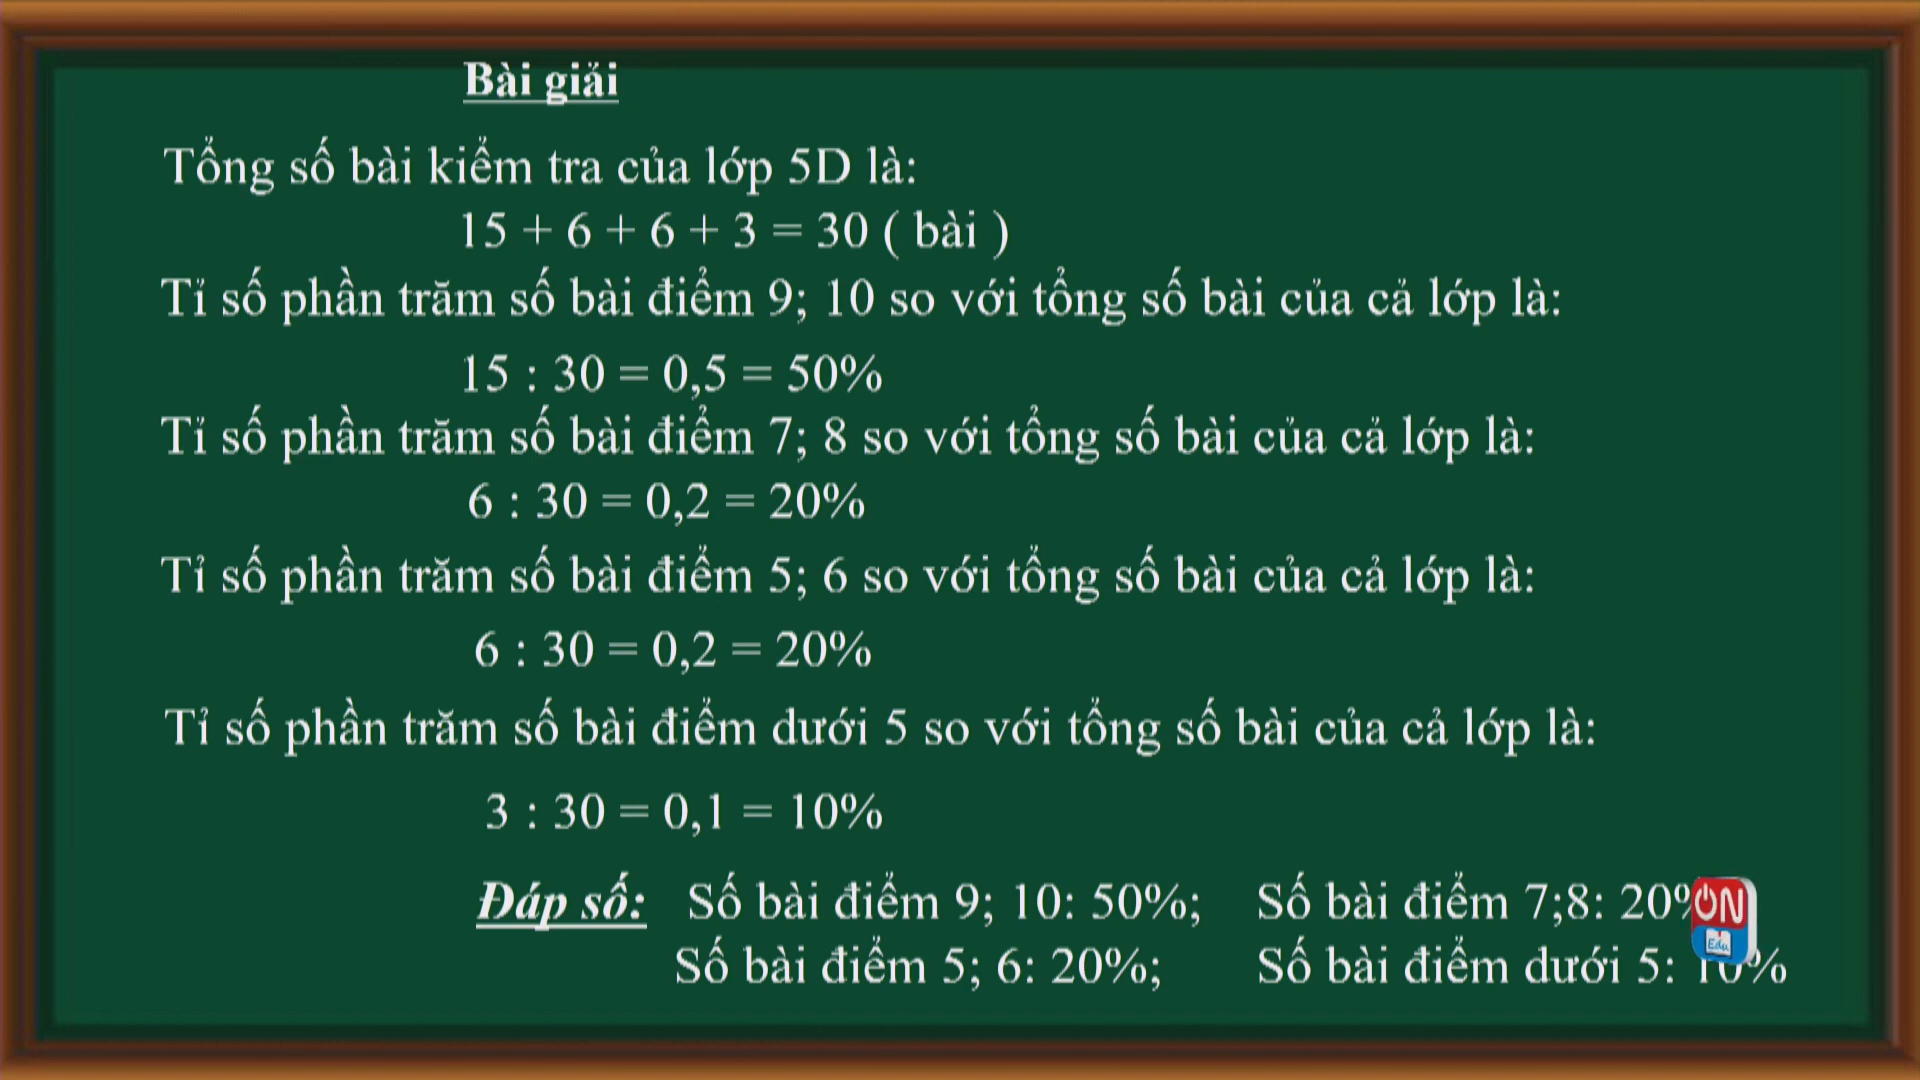 Bài giải
Tổng số bài kiểm tra của lớp 5D là:
15 + 6 + 6 + 3 = 30 ( bài )
Tỉ số phần trăm số bài điểm 9; 10 so với tổng số bài của cả lớp là:
15 : 30 = 0,5 = 50%
Tỉ số phần trăm số bài điểm 7; 8 so với tổng số bài của cả lớp là:
6 : 30 = 0,2 = 20%
Tỉ số phần trăm số bài điểm 5; 6 so với tổng số bài của cả lớp là:
6 : 30 = 0,2 = 20%
Tỉ số phần trăm số bài điểm dưới 5 so với tổng số bài của cả lớp là:
3 : 30 = 0,1 = 10%
Đáp số: Số bài điểm 9; 10: 50%; Số bài điểm 7;8: 20%
Số bài điểm 5; 6: 20%; Số bài điểm dưới 5: 10%
ON
Edu